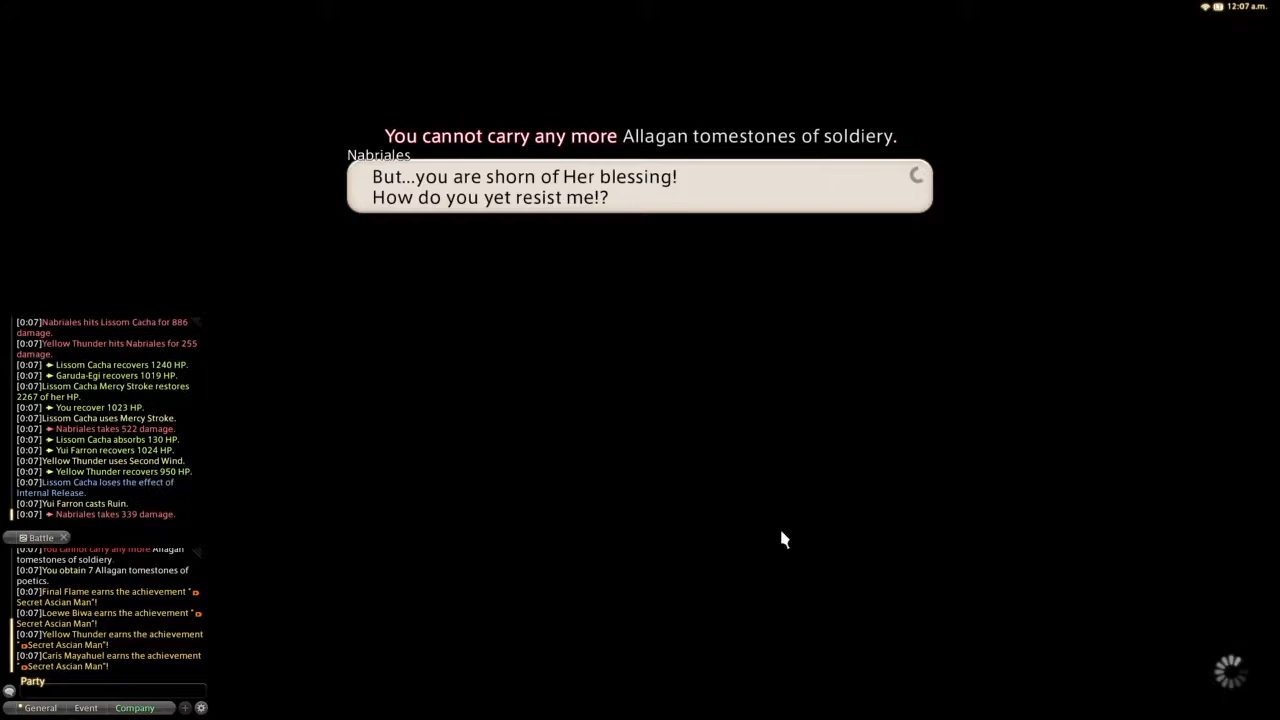 12:07 a.m.
You cannot carry any more Allagan tomestones of soldiery.
Nabriales
But...you are shorn of Her blessing!
How do you yet resist me!?
[0:07]Nabriales hits Lissom Cacha for 886
damage.
[0:07]Yellow Thunder hits Nabriales for 255
damage.
[0:07] Lissom Cacha recovers 1240 HP.
[0:07] Garuda-Egi recovers 1019 HP.
[0:07]Lissom Cacha Mercy Stroke restores
2267 of her HP.
[0:07] You recover 1023 HP.
[0:07]Lissom Cacha uses Mercy Stroke.
[0:07] Nabriales takes 522 damage.
[0:07] Lissom Cacha absorbs 130 HP.
[0:07] Yui Farron recovers 1024 HP.
[0:07]Yellow Thunder uses Second Wind.
[0:07] Yellow Thunder recovers 950 HP.
[0:07]Lissom Cacha loses the effect of
Internal Release.
[0:07]Yui Farron casts Ruin.
[0:07] Nabriales takes 339 damage.
Battle
[0:07]You cannot carry any more Allagan
tomestones of soldiery.
[0:07]You obtain 7 Allagan tomestones of
poetics.
[0:07]Final Flame earns the achievement "
Secret Ascian Man"!
[0:07]Loewe Biwa earns the achievement "
Secret Ascian Man"!
[0:07]Yellow Thunder earns the achievement
"Secret Ascian Man"!
[0:07]Caris Mayahuel earns the achievement
"Secret Ascian Man"!
Party
General Event Company